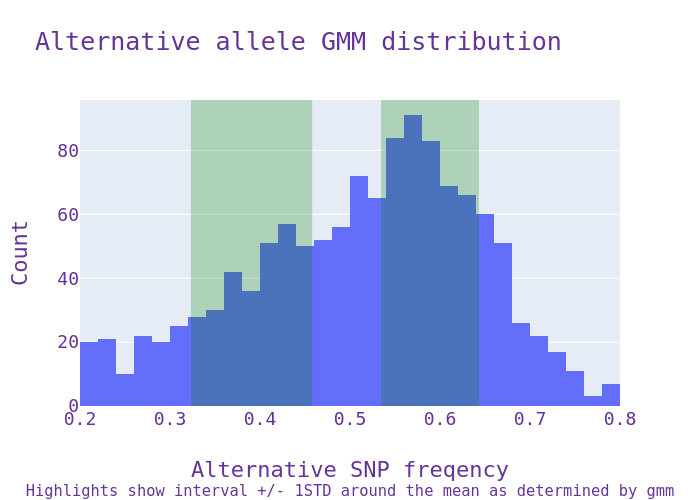 Alternative allele GMM distribution
80
60
40
20
0
Count
0.2 0.3 0.4 0.5 0.6 0.7 0.8
Alternative SNP freqency
Highlights show interval +/- 1STD around the mean as determined by gmm